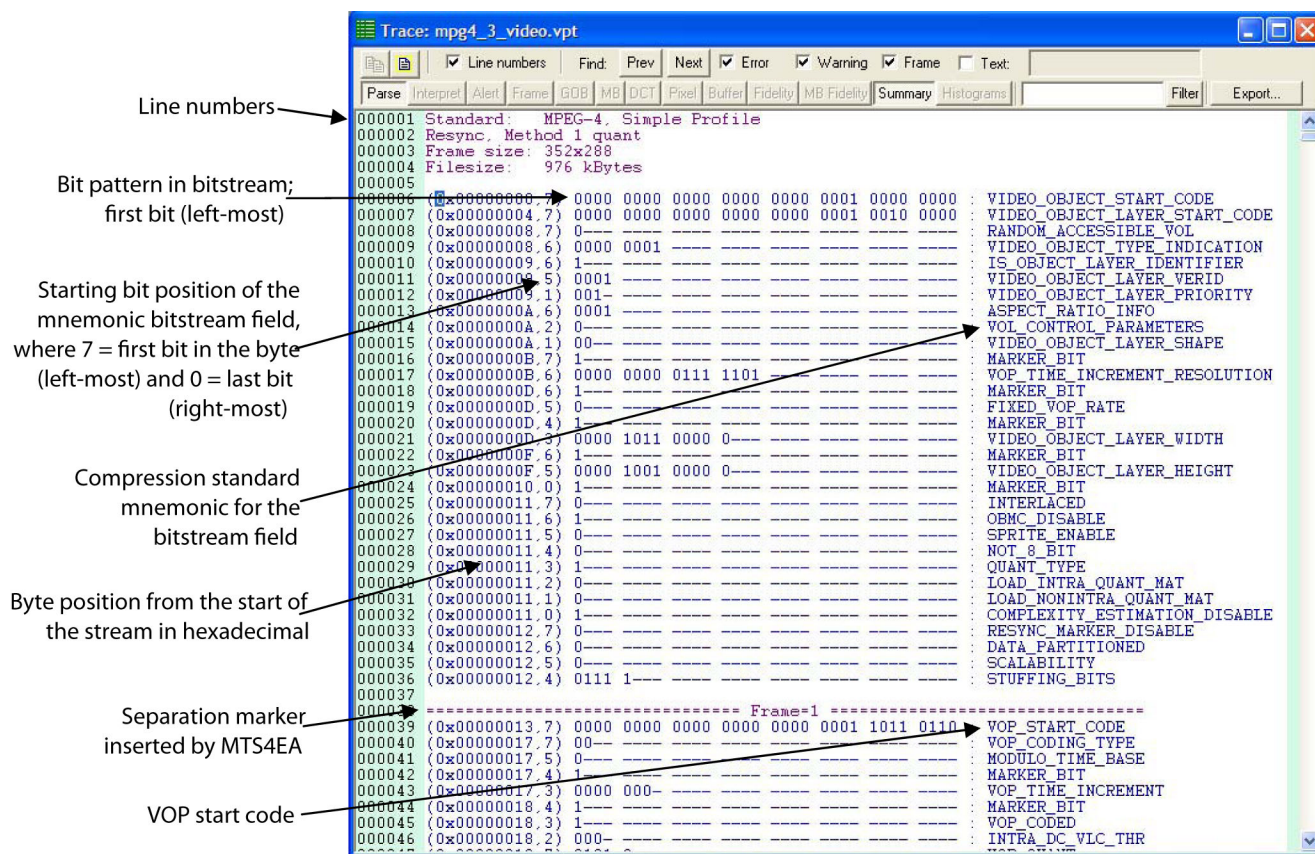 Trace: mpg4_3_video.vpt
Line numbers Find: Prev Next Error Warning Frame Text:
Parse Interpret Alert Frame GOB MB DCT Pixel Buffer Fidelity MB Fidelity Summary Histograms Filter Export...
Line numbers
Bit pattern in bitstream;
first bit (left-most)
Starting bit position of the
mnemonic bitstream field,
where 7 = first bit in the byte
(left-most) and 0 = last bit
(right-most)
Compression standard
mnemonic for the
bitstream field
Byte position from the start of
the stream in hexadecimal
Separation marker
inserted by MTS4EA
VOP start code
000001 Standard: MPEG-4, Simple Profile
000002 Resync, Method 1 quant
000003 Frame size: 352x288
000004 Filesize: 976 kBytes
000005
000006 (0x00000000,7) 0000 0000 0000 0000 0000 0001 0000 0000 : VIDEO_OBJECT_START_CODE
000007 (0x00000004,7) 0000 0000 0000 0000 0000 0001 0010 0000 : VIDEO_OBJECT_LAYER_START_CODE
000008 (0x00000008,7) 0--- ---- ---- ---- ---- ---- ---- ---- : RANDOM_ACCESSIBLE_VOL
000009 (0x00000008,6) 0000 0001 ---- ---- ---- ---- ---- ---- : VIDEO_OBJECT_TYPE_INDICATION
000010 (0x00000009,6) 1--- ---- ---- ---- ---- ---- ---- ---- : IS_OBJECT_LAYER_IDENTIFIER
000011 (0x00000009,5) 0001 ---- ---- ---- ---- ---- ---- ---- : VIDEO_OBJECT_LAYER_VERID
000012 (0x00000009,1) 001- ---- ---- ---- ---- ---- ---- ---- : VIDEO_OBJECT_LAYER_PRIORITY
000013 (0x0000000A,6) 0001 ---- ---- ---- ---- ---- ---- ---- : ASPECT_RATIO_INFO
000014 (0x0000000A,2) 0--- ---- ---- ---- ---- ---- ---- ---- : VOL_CONTROL_PARAMETERS
000015 (0x0000000A,1) 00-- ---- ---- ---- ---- ---- ---- ---- : VIDEO_OBJECT_LAYER_SHAPE
000016 (0x0000000B,7) 1--- ---- ---- ---- ---- ---- ---- ---- : MARKER_BIT
000017 (0x0000000B,6) 0000 0000 0111 1101 ---- ---- ---- ---- : VOP_TIME_INCREMENT_RESOLUTION
000018 (0x0000000D,6) 1--- ---- ---- ---- ---- ---- ---- ---- : MARKER_BIT
000019 (0x0000000D,5) 0--- ---- ---- ---- ---- ---- ---- ---- : FIXED_VOP_RATE
000020 (0x0000000D,4) 1--- ---- ---- ---- ---- ---- ---- ---- : MARKER_BIT
000021 (0x0000000D,3) 0000 1011 0000 0--- ---- ---- ---- ---- : VIDEO_OBJECT_LAYER_WIDTH
000022 (0x0000000F,6) 1--- ---- ---- ---- ---- ---- ---- ---- : MARKER_BIT
000023 (0x0000000F,5) 0000 1001 0000 0--- ---- ---- ---- ---- : VIDEO_OBJECT_LAYER_HEIGHT
000024 (0x00000010,0) 1--- ---- ---- ---- ---- ---- ---- ---- : MARKER_BIT
000025 (0x00000011,7) 0--- ---- ---- ---- ---- ---- ---- ---- : INTERLACED
000026 (0x00000011,6) 1--- ---- ---- ---- ---- ---- ---- ---- : OBMC_DISABLE
000027 (0x00000011,5) 0--- ---- ---- ---- ---- ---- ---- ---- : SPRITE_ENABLE
000028 (0x00000011,4) 0--- ---- ---- ---- ---- ---- ---- ---- : NOT_8_BIT
000029 (0x00000011,3) 1--- ---- ---- ---- ---- ---- ---- ---- : QUANT_TYPE
000030 (0x00000011,2) 0--- ---- ---- ---- ---- ---- ---- ---- : LOAD_INTRA_QUANT_MAT
000031 (0x00000011,1) 0--- ---- ---- ---- ---- ---- ---- ---- : LOAD_NONINTRA_QUANT_MAT
000032 (0x00000011,0) 1--- ---- ---- ---- ---- ---- ---- ---- : COMPLEXITY_ESTIMATION_DISABLE
000033 (0x00000012,7) 0--- ---- ---- ---- ---- ---- ---- ---- : RESYNC_MARKER_DISABLE
000034 (0x00000012,6) 0--- ---- ---- ---- ---- ---- ---- ---- : DATA_PARTITIONED
000035 (0x00000012,5) 0--- ---- ---- ---- ---- ---- ---- ---- : SCALABILITY
000036 (0x00000012,4) 0111 1--- ---- ---- ---- ---- ---- ---- : STUFFING_BITS
000037
000038 ================================ Frame=1 ================================
000039 (0x00000013,7) 0000 0000 0000 0000 0000 0001 1011 0110 : VOP_START_CODE
000040 (0x00000017,7) 00-- ---- ---- ---- ---- ---- ---- ---- : VOP_CODING_TYPE
000041 (0x00000017,5) 0--- ---- ---- ---- ---- ---- ---- ---- : MODULO_TIME_BASE
000042 (0x00000017,4) 1--- ---- ---- ---- ---- ---- ---- ---- : MARKER_BIT
000043 (0x00000017,3) 0000 000- ---- ---- ---- ---- ---- ---- : VOP_TIME_INCREMENT
000044 (0x00000018,4) 1--- ---- ---- ---- ---- ---- ---- ---- : MARKER_BIT
000045 (0x00000018,3) 1--- ---- ---- ---- ---- ---- ---- ---- : VOP_CODED
000046 (0x00000018,2) 000- ---- ---- ---- ---- ---- ---- ---- : INTRA_DC_VLC_THR